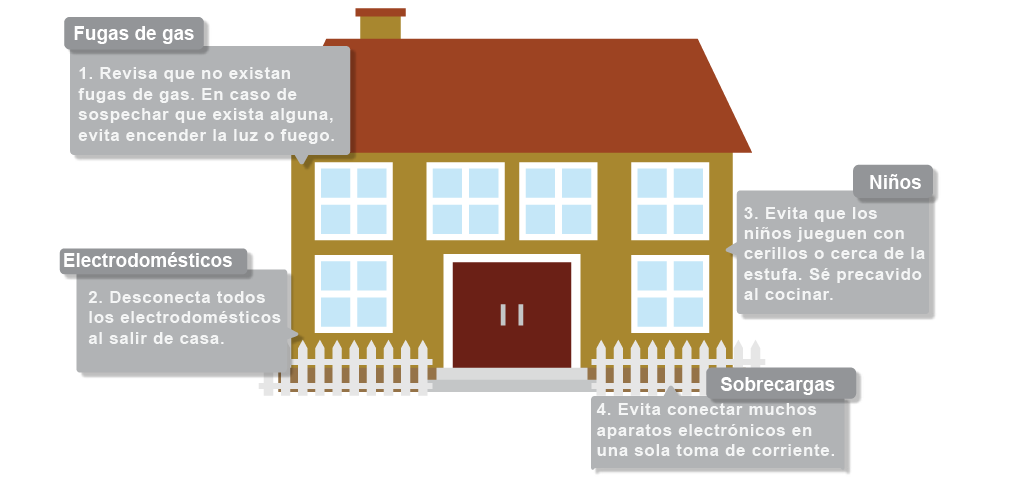 Fugas de gas
1. Revisa que no existan
fugas de gas. En caso de
sospechar que exista alguna,
evita encender la luz o fuego.
Electrodomésticos
2. Desconecta todos
los electrodomésticos
al salir de casa.
Niños
3. Evita que los
niños jueguen con
cerillos o cerca de la
estufa. Sé precavido
al cocinar.
Sobrecargas
4. Evita conectar muchos
aparatos electrónicos en
una sola toma de corriente.